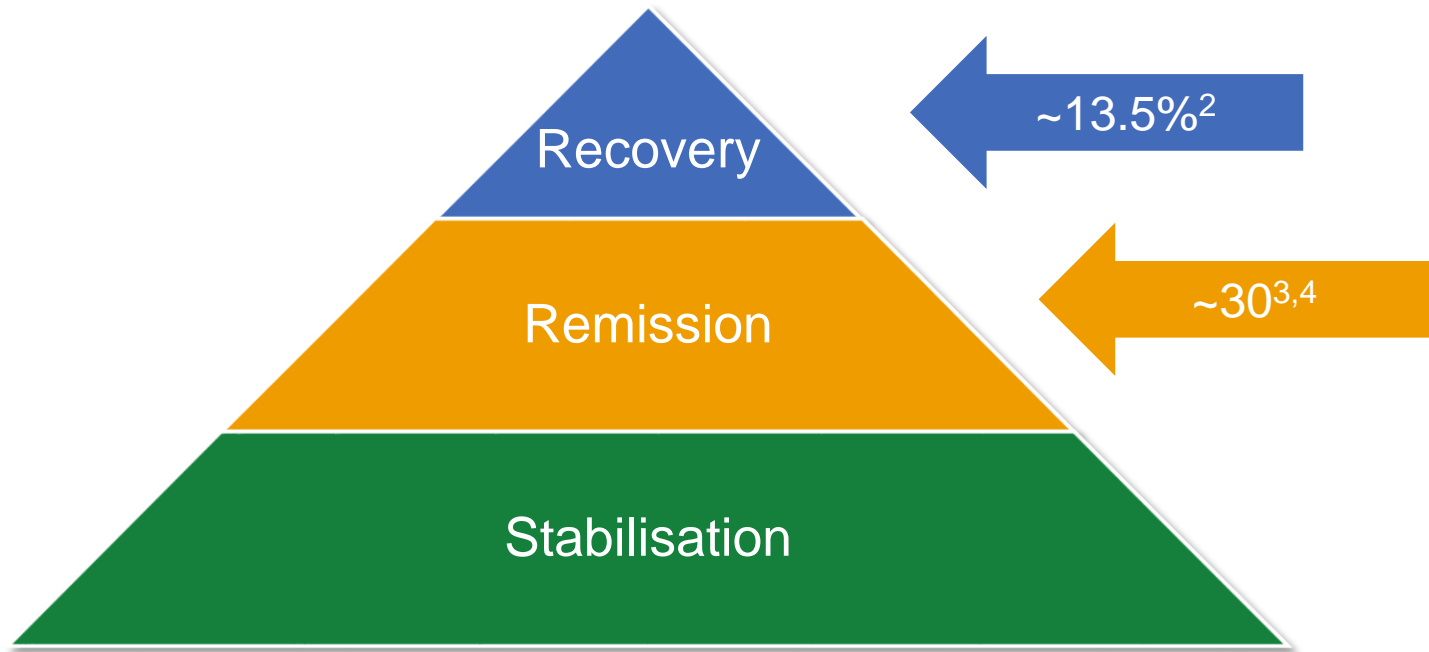 ~13.5%²
Recovery
~30³,⁴
Remission
Stabilisation